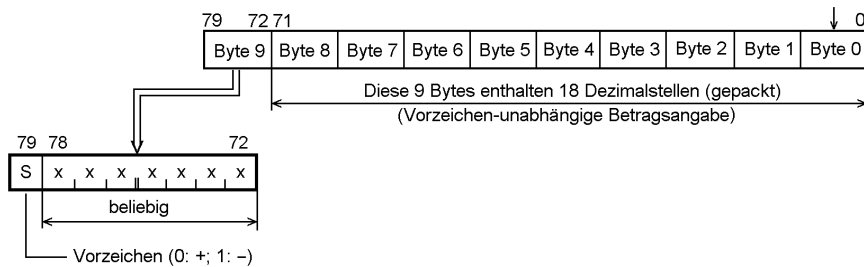 79 72 71 0
Byte 9 Byte 8 Byte 7 Byte 6 Byte 5 Byte 4 Byte 3 Byte 2 Byte 1 Byte 0
Diese 9 Bytes enthalten 18 Dezimalstellen (gepackt)
(Vorzeichen-unabhängige Betragsangabe)
79 78 72
S x x x x x x x
beliebig
Vorzeichen (0: +; 1: –)